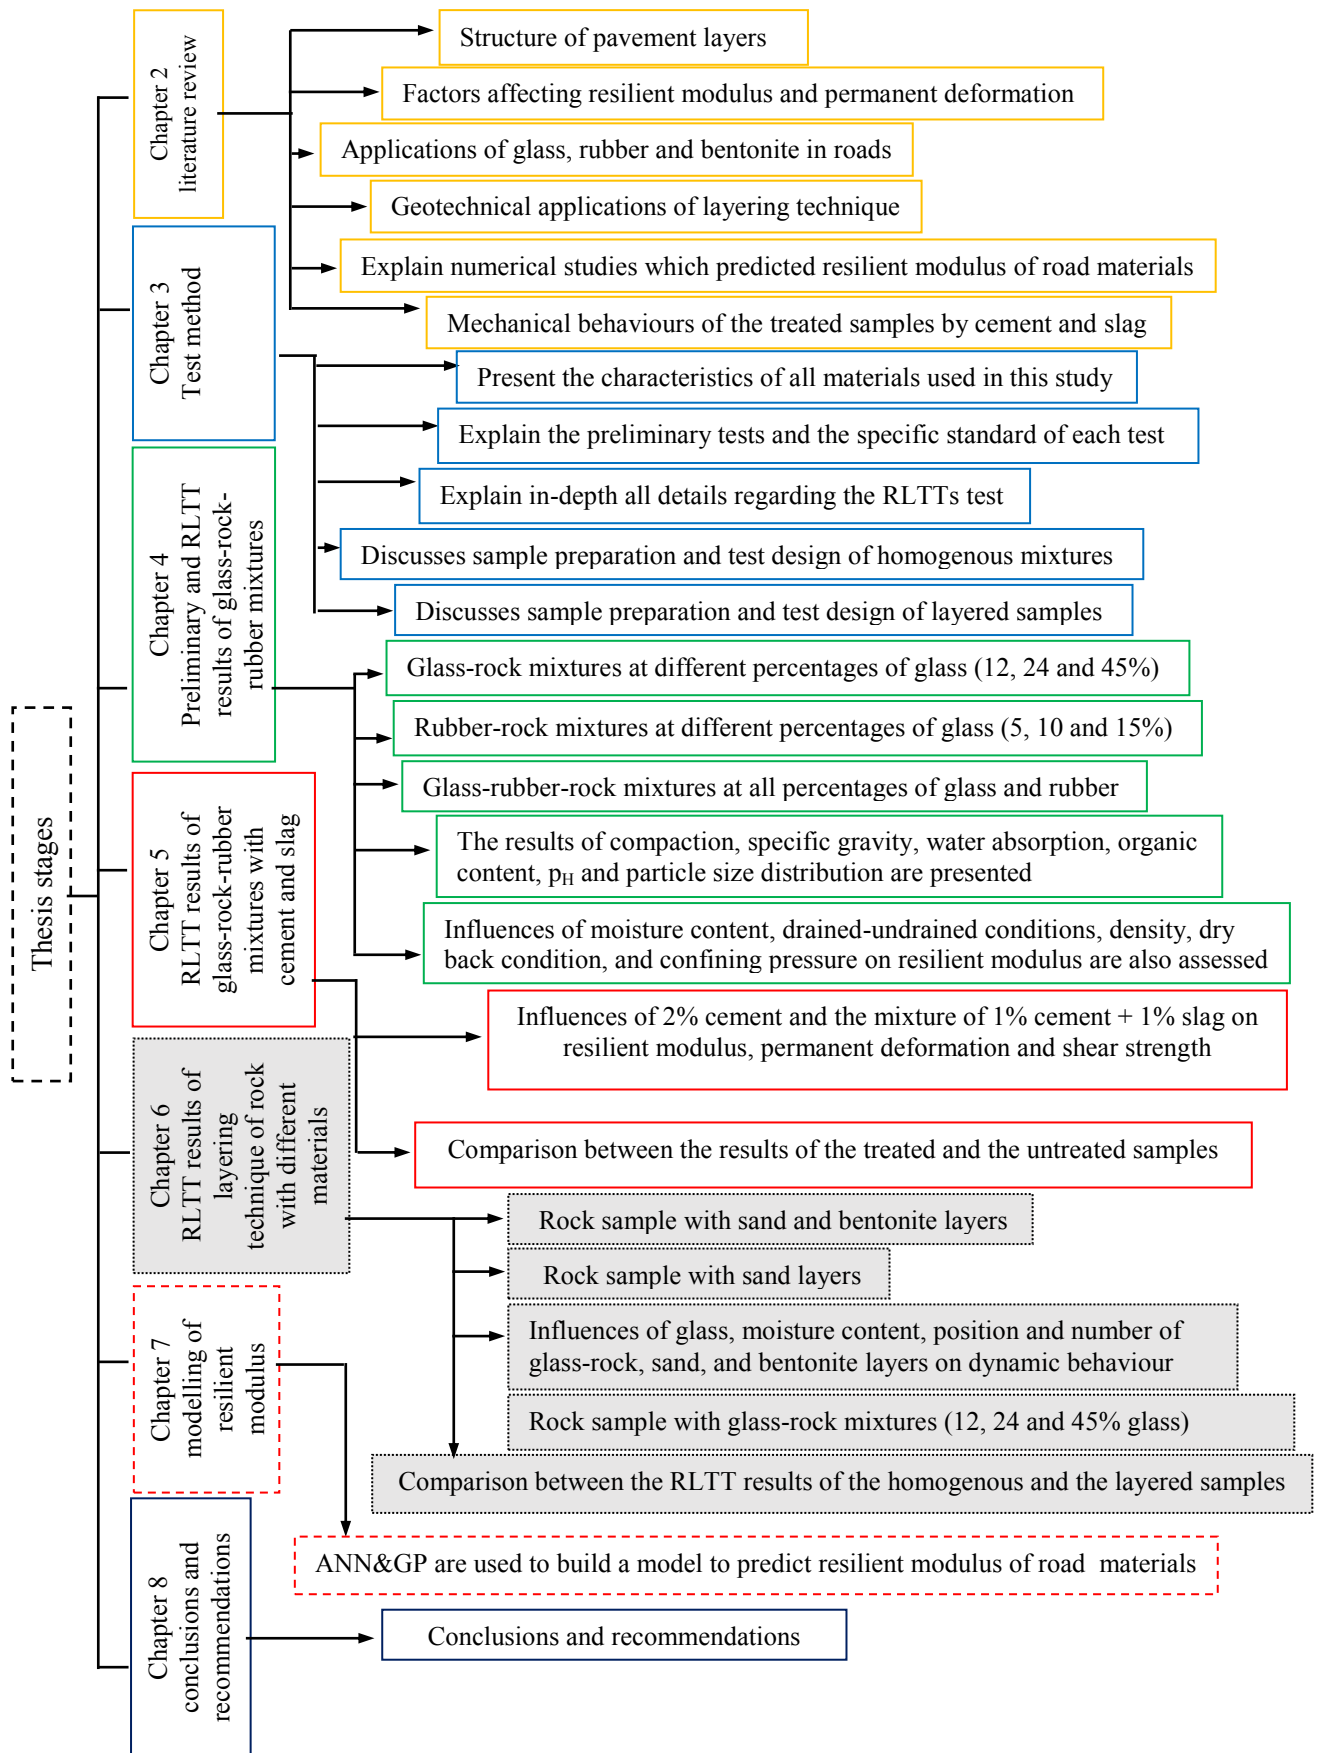 Thesis stages
Chapter 2
literature review
Structure of pavement layers
Factors affecting resilient modulus and permanent deformation
Applications of glass, rubber and bentonite in roads
Geotechnical applications of layering technique
Explain numerical studies which predicted resilient modulus of road materials
Mechanical behaviours of the treated samples by cement and slag
Chapter 3
Test method
Present the characteristics of all materials used in this study
Explain the preliminary tests and the specific standard of each test
Explain in-depth all details regarding the RLTTs test
Discusses sample preparation and test design of homogenous mixtures
Discusses sample preparation and test design of layered samples
Chapter 4
Preliminary and RLTT
results of glass-rock-
rubber mixtures
Glass-rock mixtures at different percentages of glass (12, 24 and 45%)
Rubber-rock mixtures at different percentages of glass (5, 10 and 15%)
Glass-rubber-rock mixtures at all percentages of glass and rubber
The results of compaction, specific gravity, water absorption, organic
content, pH and particle size distribution are presented
Influences of moisture content, drained-undrained conditions, density, dry
back condition, and confining pressure on resilient modulus are also assessed
Chapter 5
RLTT results of
glass-rock-rubber
mixtures with
cement and slag
Influences of 2% cement and the mixture of 1% cement + 1% slag on
resilient modulus, permanent deformation and shear strength
Comparison between the results of the treated and the untreated samples
Chapter 6
RLTT results of
layering
technique of rock
with different
materials
Rock sample with sand and bentonite layers
Rock sample with sand layers
Influences of glass, moisture content, position and number of
glass-rock, sand, and bentonite layers on dynamic behaviour
Rock sample with glass-rock mixtures (12, 24 and 45% glass)
Comparison between the RLTT results of the homogenous and the layered samples
Chapter 7
modelling of
resilient
modulus
ANN&GP are used to build a model to predict resilient modulus of road materials
Chapter 8
conclusions and
recommendations
Conclusions and recommendations